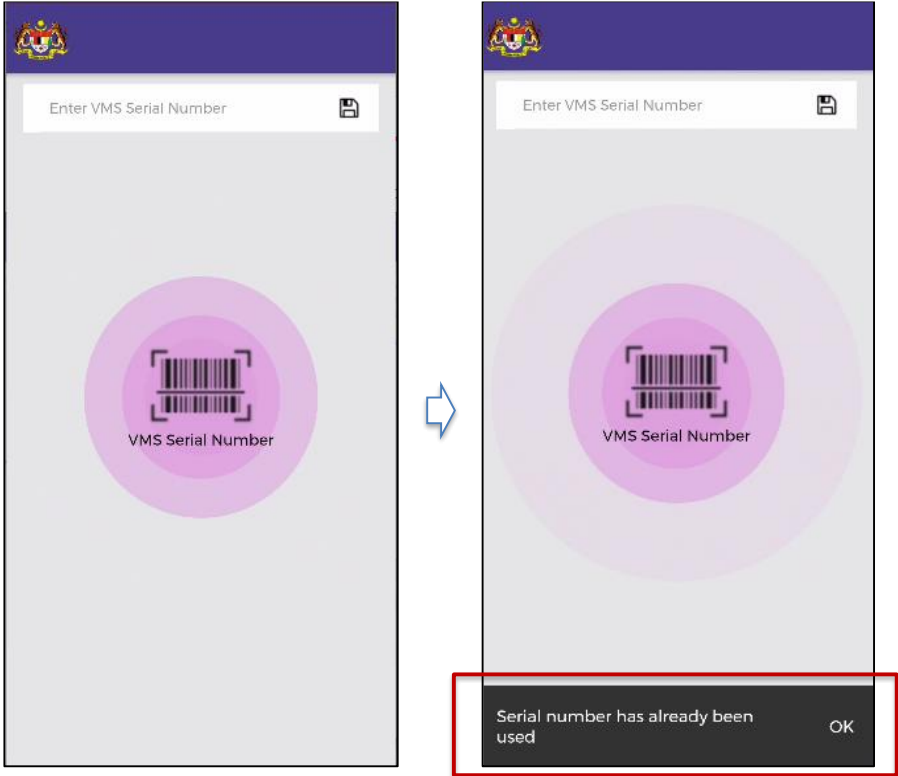 Enter VMS Serial Number
VMS Serial Number
Enter VMS Serial Number
VMS Serial Number
Serial number has already been
used
OK